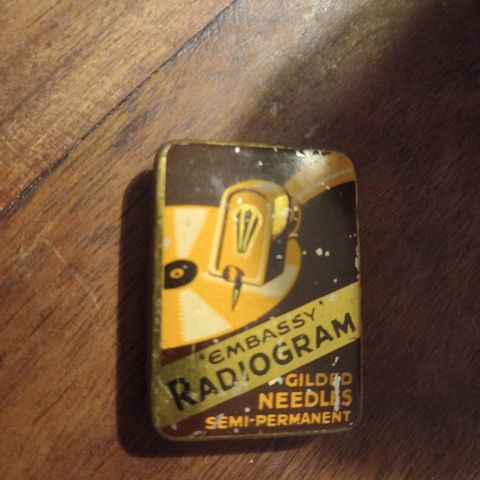 'EMBASSY'
RADIOGRAM
GILDED
NEEDLES
SEMI-PERMANENT